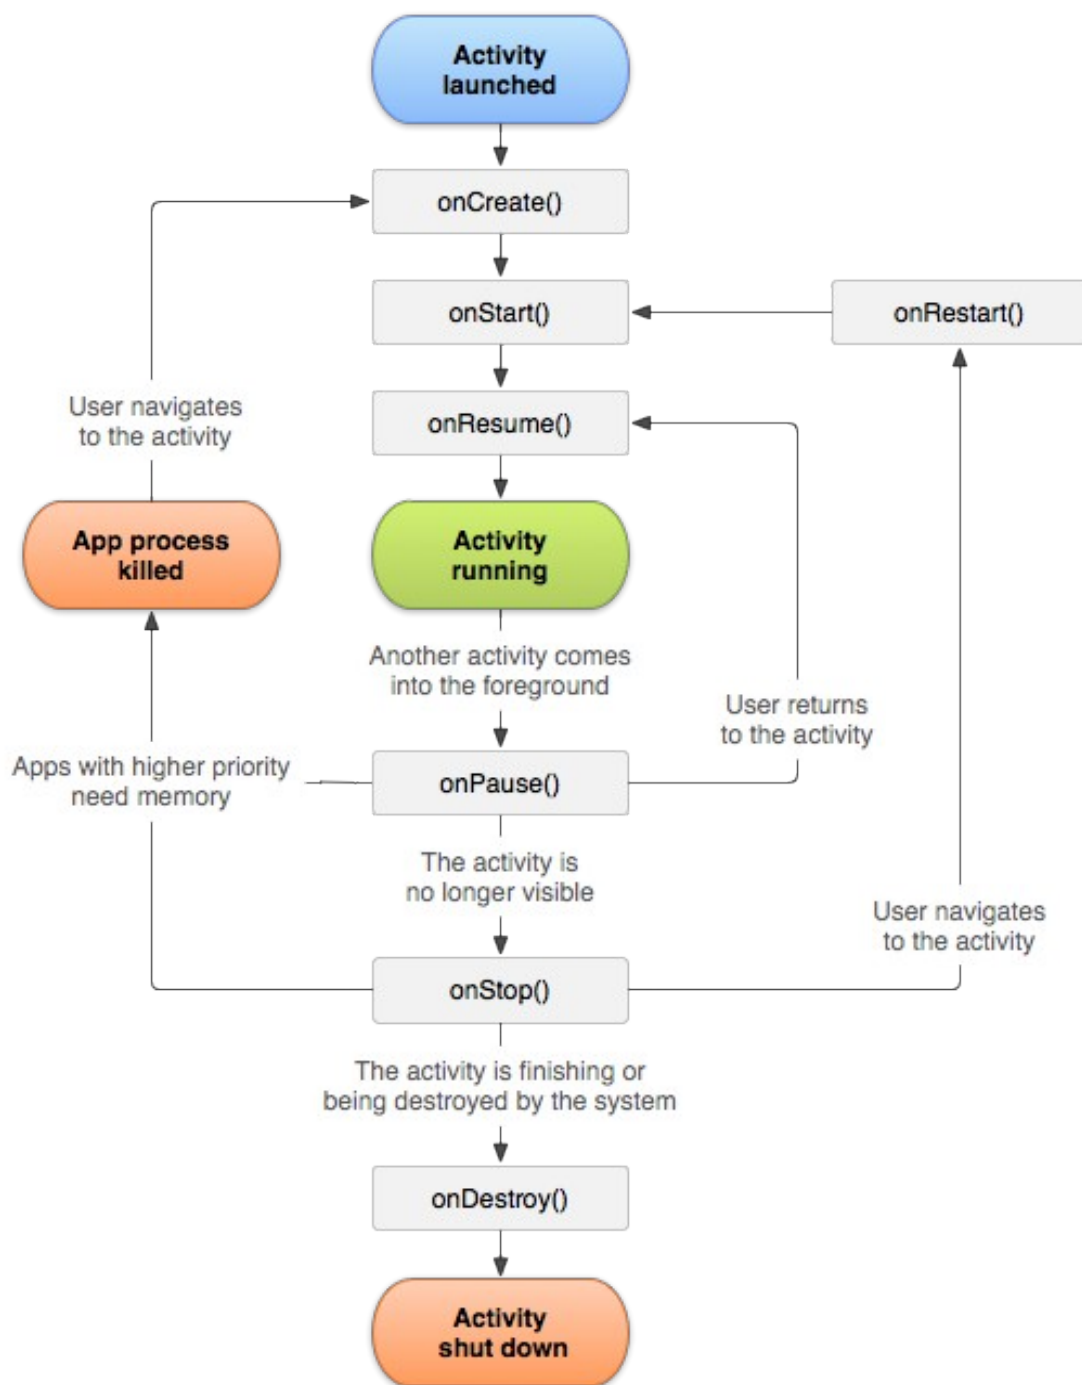 Activity
launched
onCreate()
onStart()
onRestart()
User navigates
to the activity
onResume()
App process
killed
Activity
running
Another activity comes
into the foreground
User returns
to the activity
Apps with higher priority
need memory
onPause()
The activity is
no longer visible
User navigates
to the activity
onStop()
The activity is finishing or
being destroyed by the system
onDestroy()
Activity
shut down